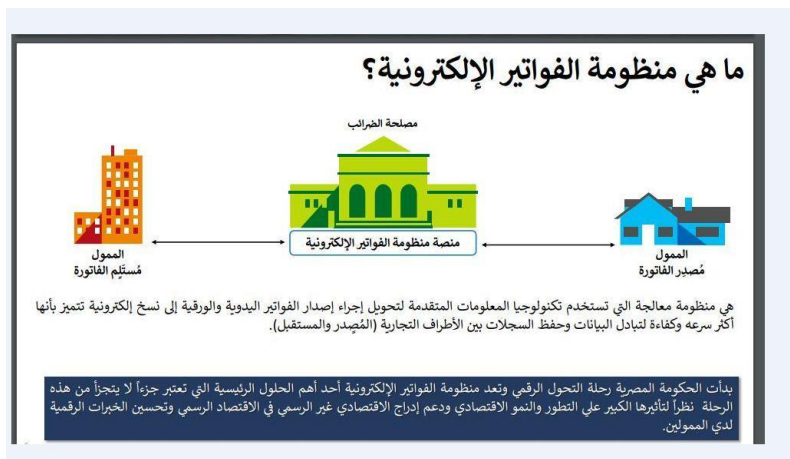 ما هي منظومة الفواتير الإلكترونية؟
مصلحة الضرائب
منصة منظومة الفواتير الإلكترونية
الممول
مُصدِر الفاتورة
الممول
مُستَلِم الفاتورة
هي منظومة معالجة التي تستخدم تكنولوجيا المعلومات المتقدمة لتحويل إجراء إصدار الفواتير اليدوية والورقية إلى نسخ إلكترونية تتميز بأنها
أكثر سرعه وكفاءة لتبادل البيانات وحفظ السجلات بين الأطراف التجارية (المُصِدر والمستقبل).
بدأت الحكومة المصرية رحلة التحول الرقمي وتعد منظومة الفواتير الإلكترونية أحد أهم الحلول الرئيسية التي تعتبر جزءاً لا يتجزأ من هذه
الرحلة نظراً لتأثيرها الكبير علي التطور والنمو الاقتصادي ودعم إدراج الاقتصادي غير الرسمي في الاقتصاد الرسمي وتحسين الخبرات الرقمية
لدي الممولين.